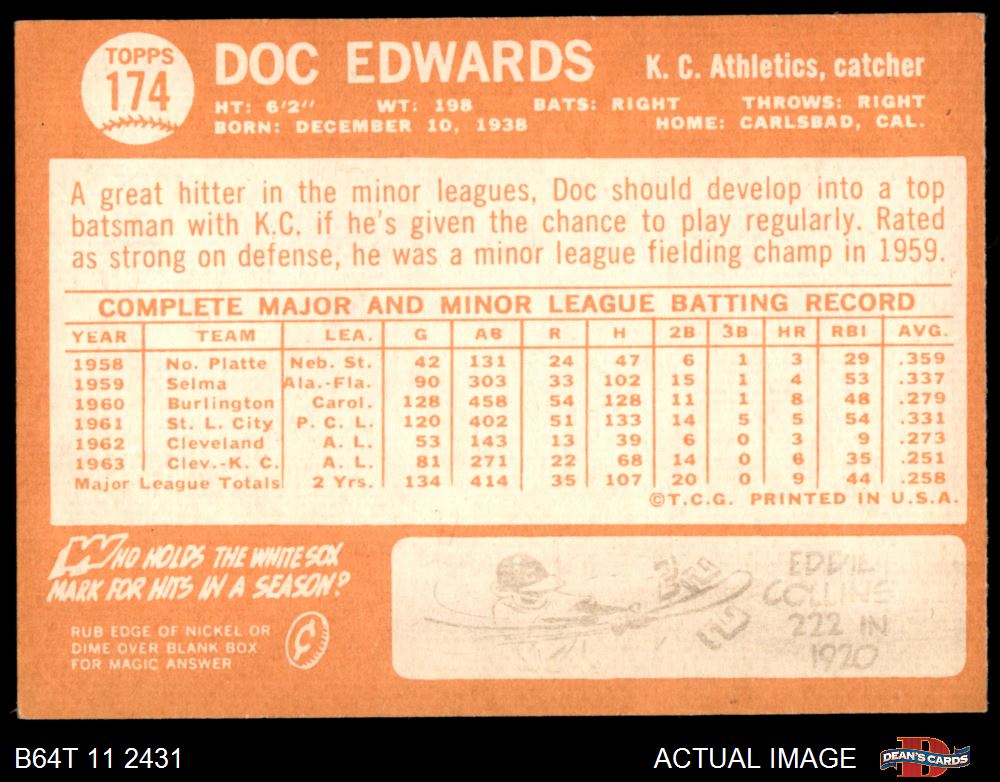 TOPPS
174
DOC EDWARDS
K. C. Athletics, catcher
HT: 6'2" WT: 198 BATS: RIGHT THROWS: RIGHT
BORN: DECEMBER 10, 1938 HOME: CARLSBAD, CAL.
A great hitter in the minor leagues, Doc should develop into a top
batsman with K.C. if he's given the chance to play regularly. Rated
as strong on defense, he was a minor league fielding champ in 1959.
COMPLETE MAJOR AND MINOR LEAGUE BATTING RECORD
YEAR TEAM LEA. G AB R H 2B 3B HR RBI AVG.
1958 No. Platte Neb. St. 42 131 24 47 6 1 3 29 .359
1959 Selma Ala.-Fla. 90 303 33 102 15 1 4 53 .337
1960 Burlington Carol. 128 458 54 128 11 1 8 48 .279
1961 St. L. City P. C. L. 120 402 51 133 14 5 5 54 .331
1962 Cleveland A. L. 53 143 13 39 6 0 3 9 .273
1963 Clev.-K. C. A. L. 81 271 22 68 14 0 6 35 .251
Major League Totals 2 Yrs. 134 414 35 107 20 0 9 44 .258
©T.C.G. PRINTED IN U.S.A.
WHO HOLDS THE WHITE SOX
MARK FOR HITS IN A SEASON?
RUB EDGE OF NICKEL OR
DIME OVER BLANK BOX
FOR MAGIC ANSWER
¢
222
EDDIE
COLLINS
222 IN
1920
B64T 11 2431
ACTUAL IMAGE
DEAN'S CARDS